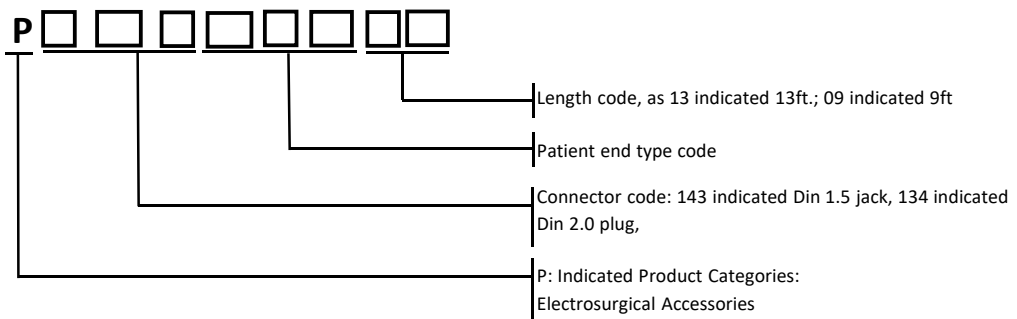 P
Length code, as 13 indicated 13ft.; 09 indicated 9ft
Patient end type code
Connector code: 143 indicated Din 1.5 jack, 134 indicated
Din 2.0 plug,
P: Indicated Product Categories:
Electrosurgical Accessories